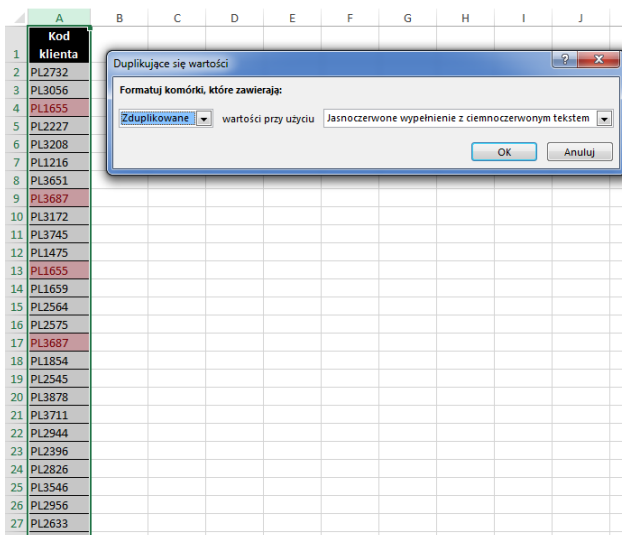 A B C D E F G H I J
1 Kod
klienta
Duplikujące się wartości
Formatuj komórki, które zawierają:
Zduplikowane wartości przy użyciu Jasnoczerwone wypełnienie z ciemnoczerwonym tekstem
OK Anuluj
2 PL2732
3 PL3056
4 PL1655
5 PL2227
6 PL3208
7 PL1216
8 PL3651
9 PL3687
10 PL3172
11 PL3745
12 PL1475
13 PL1655
14 PL1659
15 PL2564
16 PL2575
17 PL3687
18 PL1854
19 PL2545
20 PL3878
21 PL3711
22 PL2944
23 PL2396
24 PL2826
25 PL3546
26 PL2956
27 PL2633